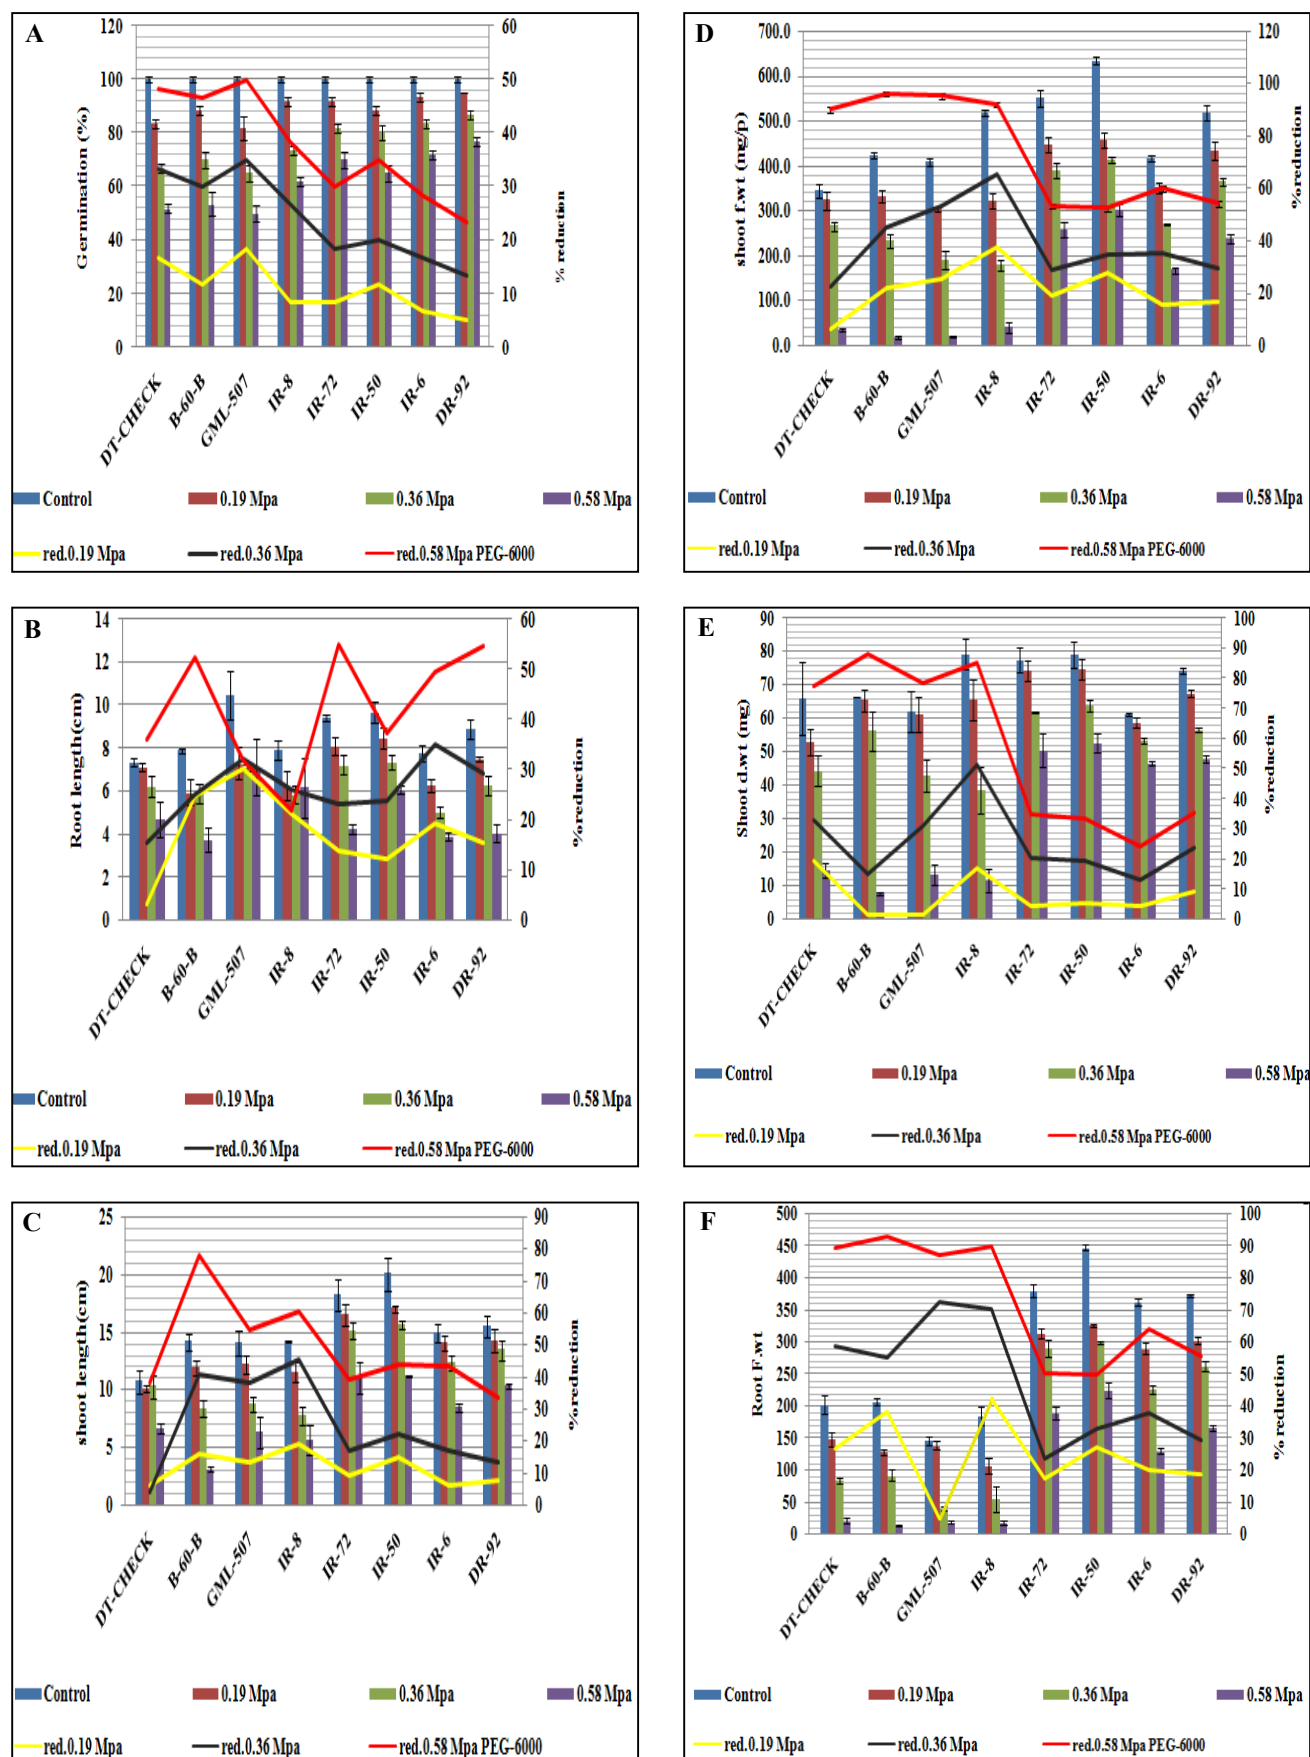 A
Germination (%)
120
100
80
60
40
20
0
60
50
40
30
20
10
0
% reduction
DT-CHECK
B-60-B
GML-507
IR-8
IR-72
IR-50
IR-6
DR-92
Control
0.19 Mpa
0.36 Mpa
0.58 Mpa
red.0.19 Mpa
red.0.36 Mpa
red.0.58 Mpa PEG-6000
D
shoot f.wt (mg/p)
700.0
600.0
500.0
400.0
300.0
200.0
100.0
0.0
120
100
80
60
40
20
0
%reduction
DT-CHECK
B-60-B
GML-507
IR-8
IR-72
IR-50
IR-6
DR-92
Control
0.19 Mpa
0.36 Mpa
0.58 Mpa
red.0.19 Mpa
red.0.36 Mpa
red.0.58 Mpa PEG-6000
B
Root length(cm)
14
12
10
8
6
4
2
0
60
50
40
30
20
10
0
%reduction
DT-CHECK
B-60-B
GML-507
IR-8
IR-72
IR-50
IR-6
DR-92
Control
0.19 Mpa
0.36 Mpa
0.58 Mpa
red.0.19 Mpa
red.0.36 Mpa
red.0.58 Mpa PEG-6000
E
Shoot d.wt (mg)
90
80
70
60
50
40
30
20
10
0
100
90
80
70
60
50
40
30
20
10
0
%reduction
DT-CHECK
B-60-B
GML-507
IR-8
IR-72
IR-50
IR-6
DR-92
Control
0.19 Mpa
0.36 Mpa
0.58 Mpa
red.0.19 Mpa
red.0.36 Mpa
red.0.58 Mpa PEG-6000
C
shoot length(cm)
25
20
15
10
5
0
90
80
70
60
50
40
30
20
10
0
%reduction
DT-CHECK
B-60-B
GML-507
IR-8
IR-72
IR-50
IR-6
DR-92
Control
0.19 Mpa
0.36 Mpa
0.58 Mpa
red.0.19 Mpa
red.0.36 Mpa
red.0.58 Mpa PEG-6000
F
Root F.wt
500
450
400
350
300
250
200
150
100
50
0
100
90
80
70
60
50
40
30
20
10
0
% reduction
DT-CHECK
B-60-B
GML-507
IR-8
IR-72
IR-50
IR-6
DR-92
Control
0.19 Mpa
0.36 Mpa
0.58 Mpa
red.0.19 Mpa
red.0.36 Mpa
red.0.58 Mpa PEG-6000